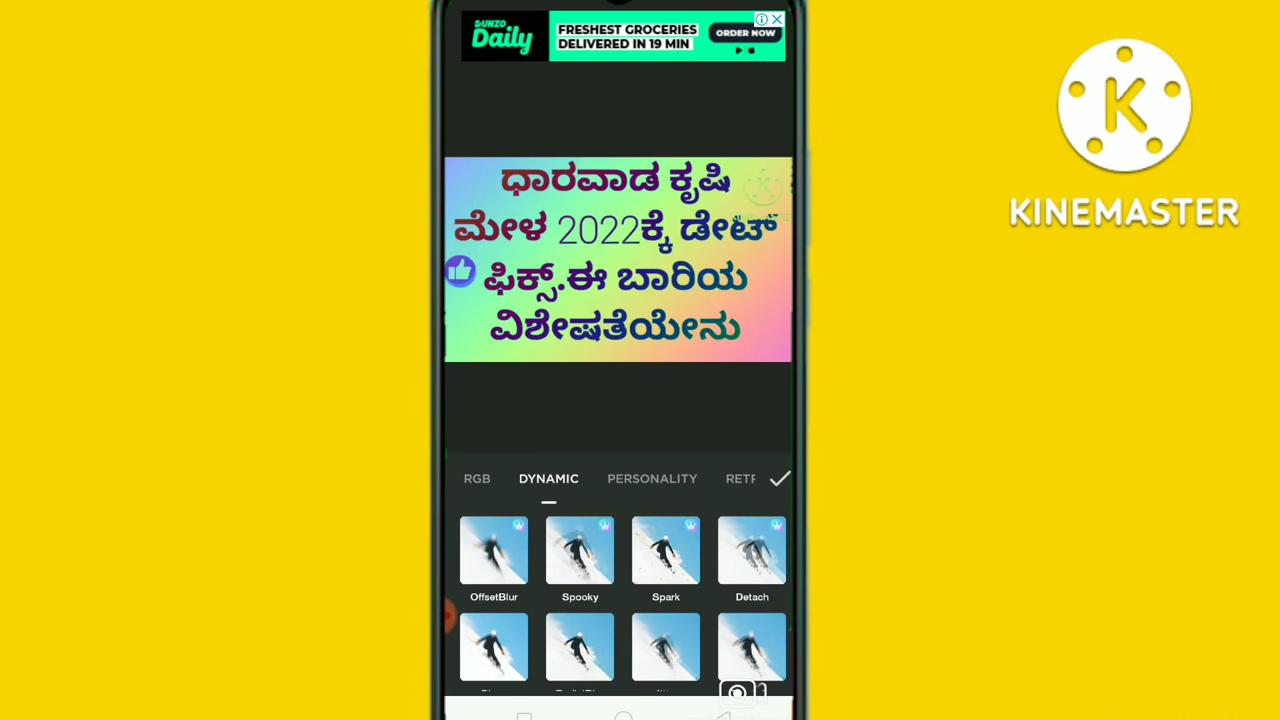 DUNZO
Daily
FRESHEST GROCERIES
DELIVERED IN 19 MIN
ORDER NOW
KINEMASTER
ಧಾರವಾಡ ಕೃಷಿ
ಮೇಳ 2022ಕ್ಕೆ ಡೇಟ್
ಫಿಕ್ಸ್.ಈ ಬಾರಿಯ
ವಿಶೇಷತೆಯೇನು
RGB DYNAMIC PERSONALITY
OffsetBlur Spooky Spark Detach